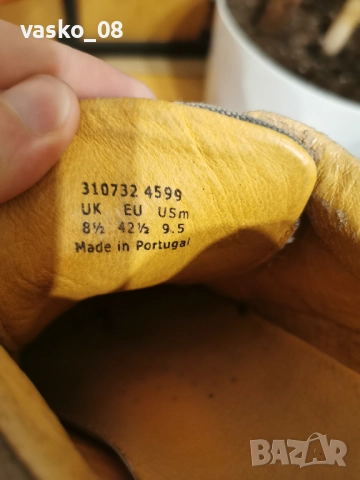 vasko_08
310732 4599
UK EU USm
8½ 42½ 9.5
Made in Portugal
BAZAR